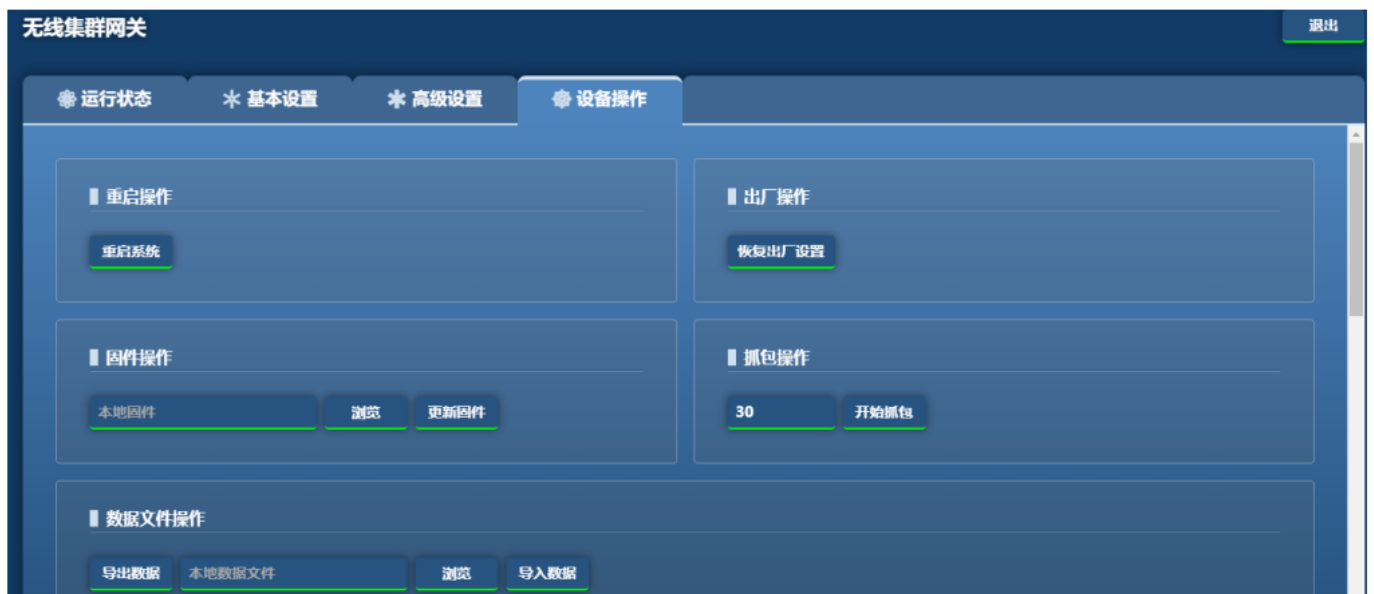 无线集群网关
退出
运行状态 基本设置 高级设置 设备操作
重启操作
重启系统
出厂操作
恢复出厂设置
固件操作
本地固件 浏览 更新固件
抓包操作
30 开始抓包
数据文件操作
导出数据 本地数据文件 浏览 导入数据